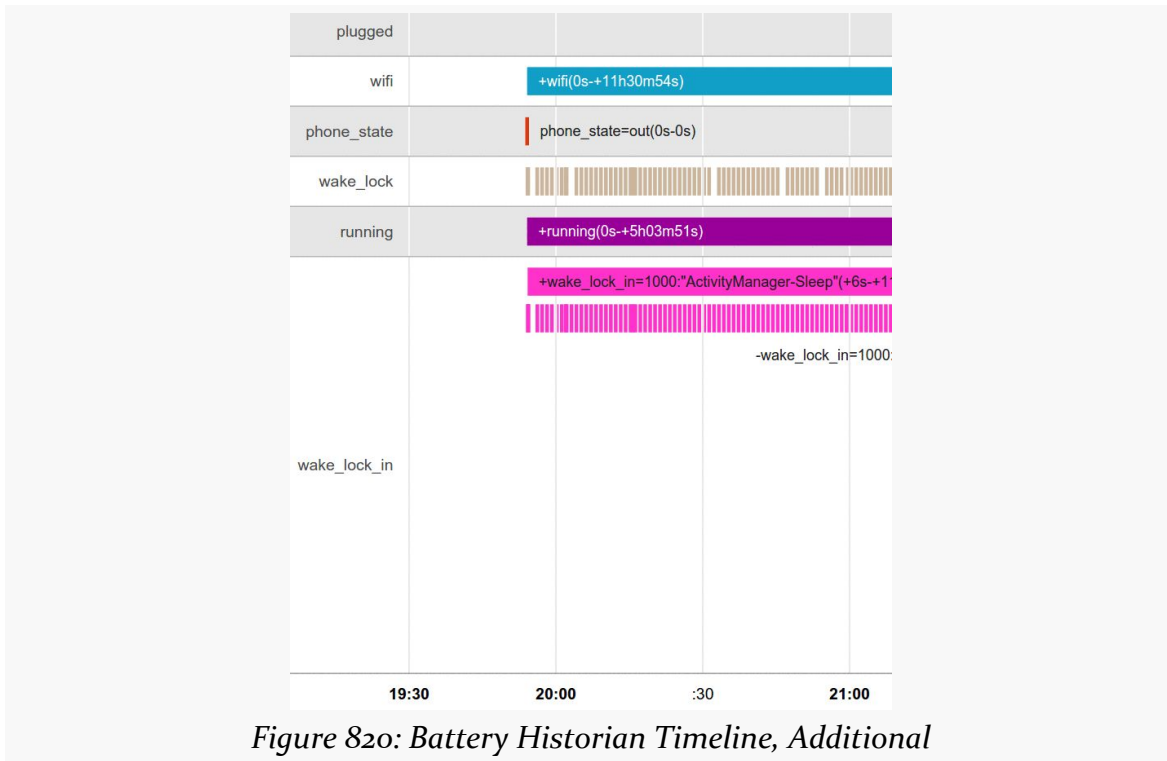 plugged
wifi
+wifi(0s-+11h30m54s)
phone_state
phone_state=out(0s-0s)
wake_lock
running
+running(0s-+5h03m51s)
+wake_lock_in=1000:"ActivityManager-Sleep"(+6s-+1
-wake_lock_in=1000:
wake_lock_in
19:30 20:00 :30 21:00
Figure 820: Battery Historian Timeline, Additional